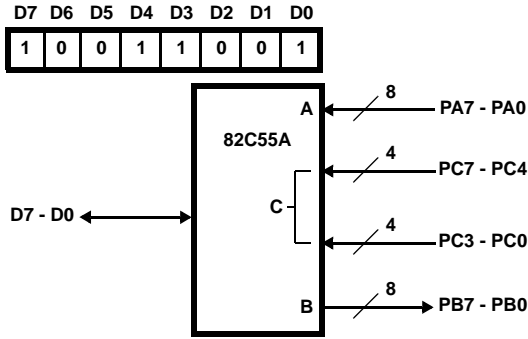 D7 D6 D5 D4 D3 D2 D1 D0
1 0 0 1 1 0 0 1
8
A PA7 - PA0
82C55A
4
PC7 - PC4
C
D7 - D0
4
PC3 - PC0
8
B PB7 - PB0